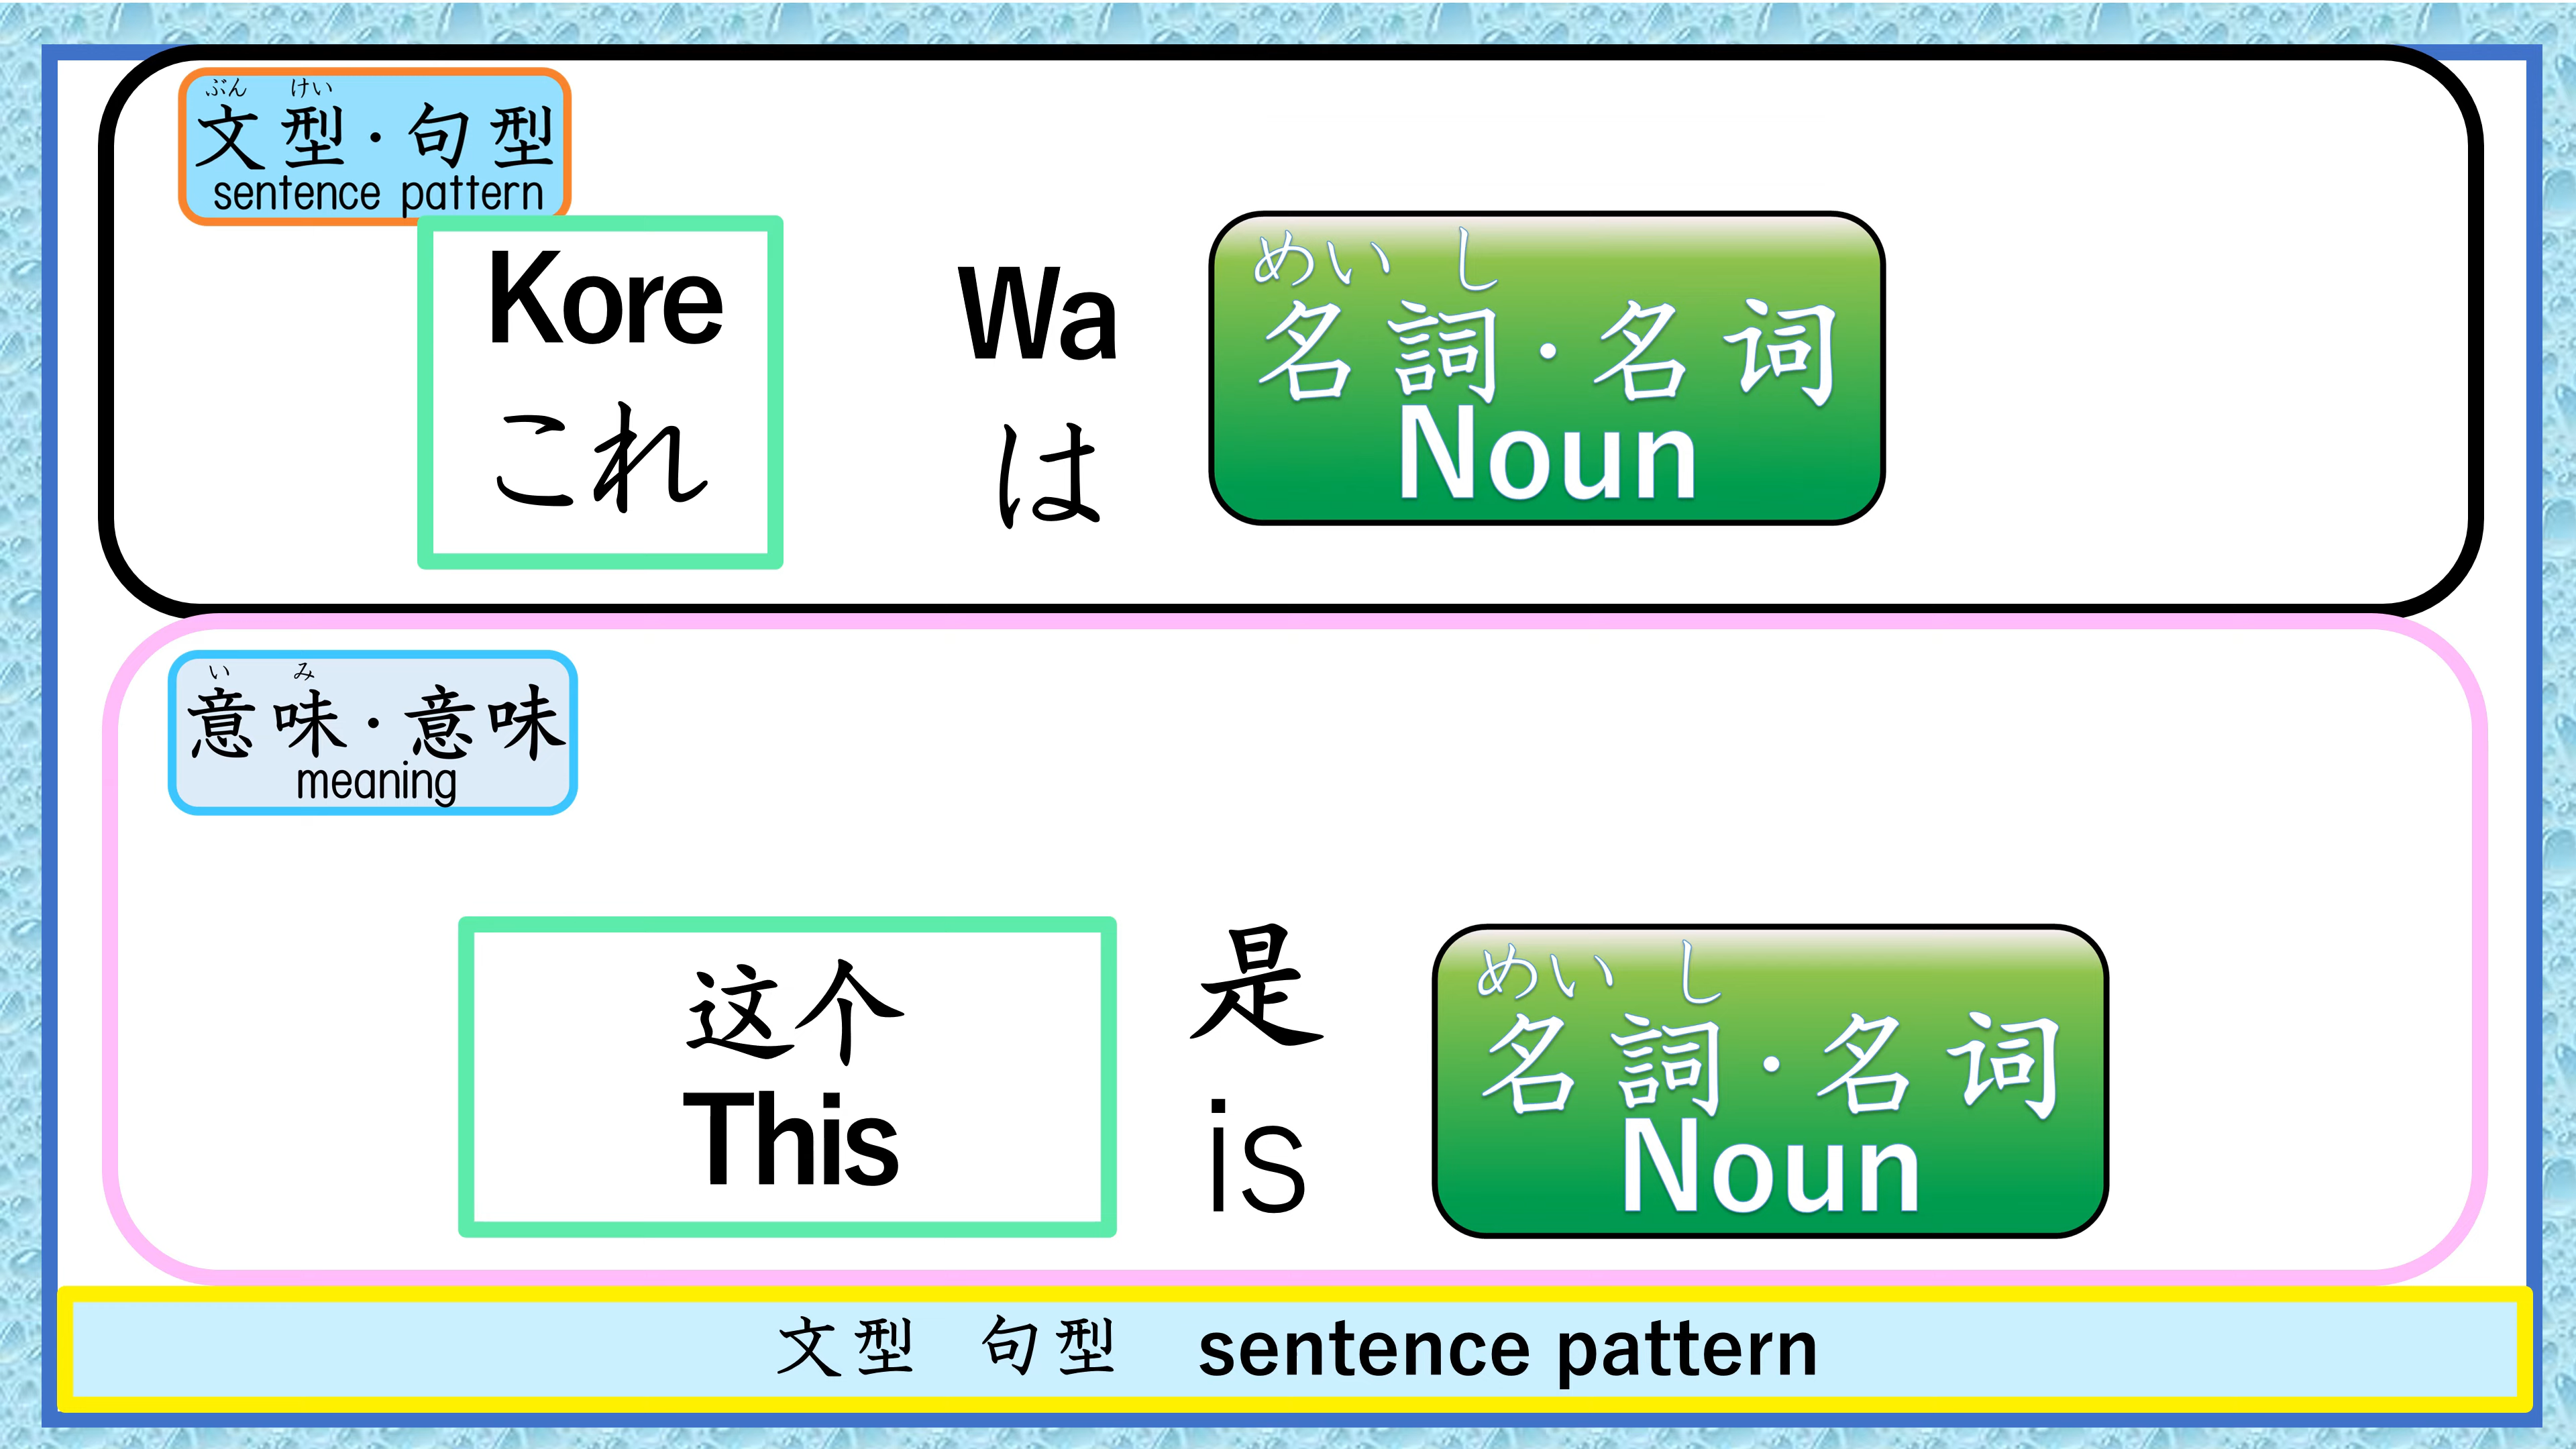 ぶん けい
文型・句型
sentence pattern
Kore
これ
Wa
は
めい し
名詞・名词
Noun
い み
意味・意味
meaning
这个
This
是
is
めい し
名詞・名词
Noun
文型 句型 sentence pattern